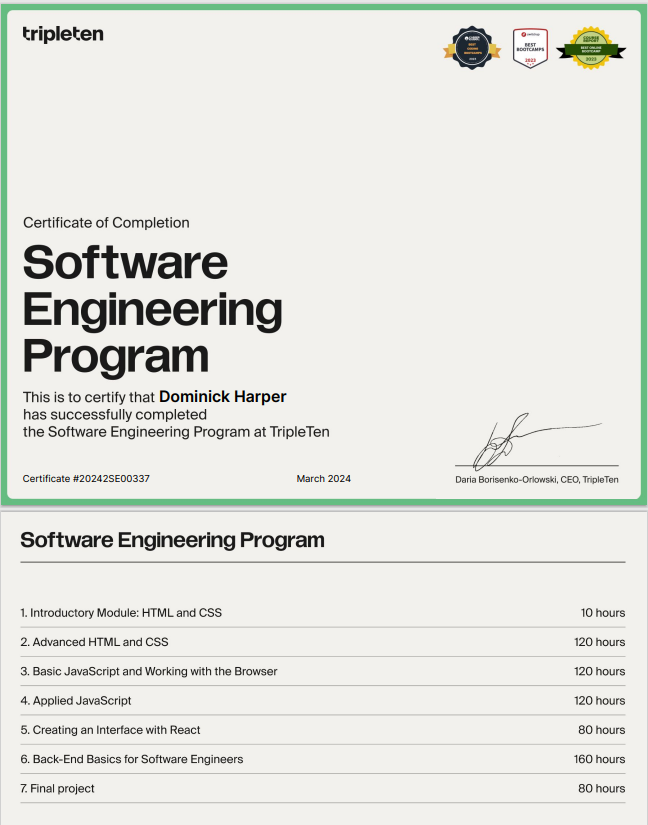 tripleten
BEST
CODING
BOOTCAMPS
2023
BEST
BOOTCAMPS
2023
COURSE
REPORT
BEST ONLINE
BOOTCAMP
2023
Certificate of Completion
Software
Engineering
Program
This is to certify that Dominick Harper
has successfully completed
the Software Engineering Program at TripleTen
Certificate #20242SE00337
March 2024
Daria Borisenko-Orlowski, CEO, TripleTen
Software Engineering Program
1. Introductory Module: HTML and CSS 10 hours
2. Advanced HTML and CSS 120 hours
3. Basic JavaScript and Working with the Browser 120 hours
4. Applied JavaScript 120 hours
5. Creating an Interface with React 80 hours
6. Back-End Basics for Software Engineers 160 hours
7. Final project 80 hours